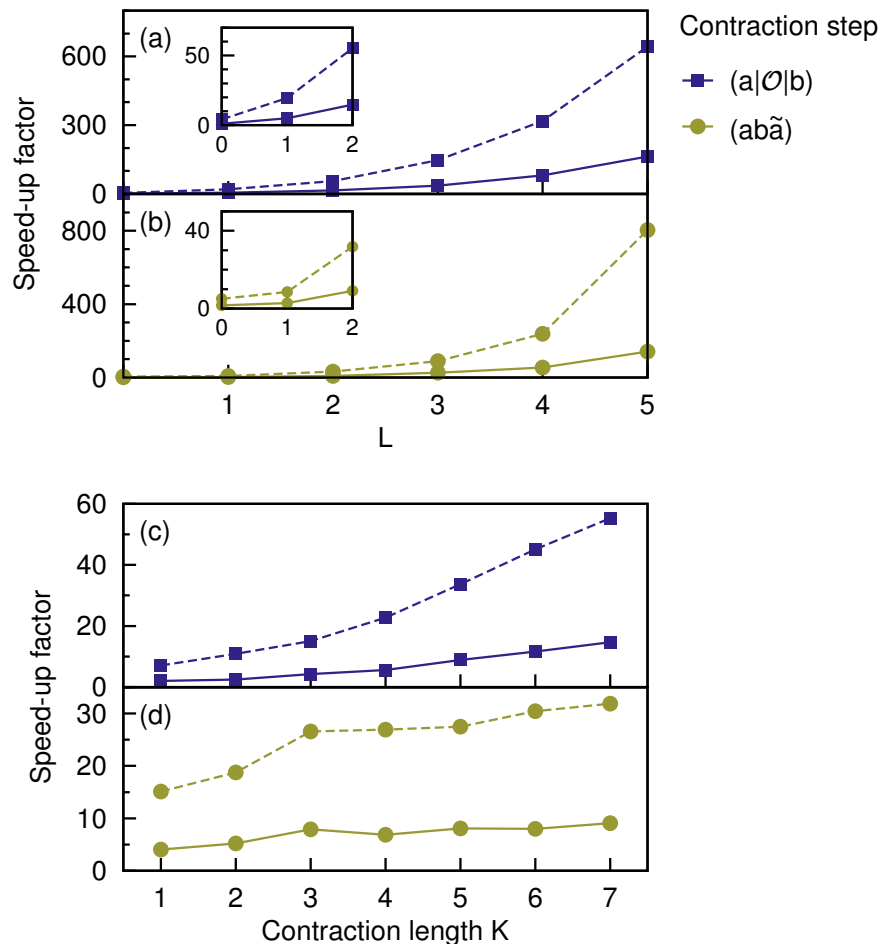 Contraction step
(a|𝒪|b)
(abã)
Speed-up factor
(a)
600
300
0
50
0
0 1 2
(b)
800
400
0
40
0
0 1 2
1 2 3 4 5
L
Speed-up factor
(c)
60
40
20
0
(d)
30
20
10
0
1 2 3 4 5 6 7
Contraction length K